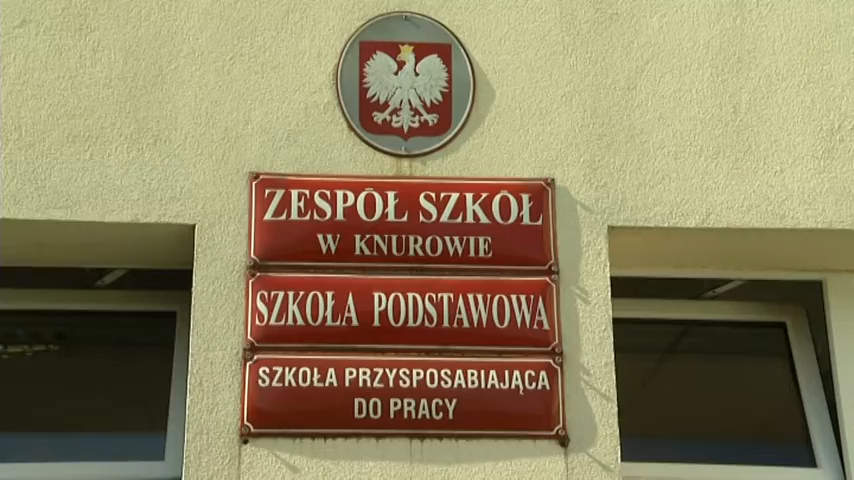 ZESPÓŁ SZKÓŁ
W KNUROWIE
SZKOŁA PODSTAWOWA
SZKOŁA PRZYSPOSABIAJĄCA
DO PRACY